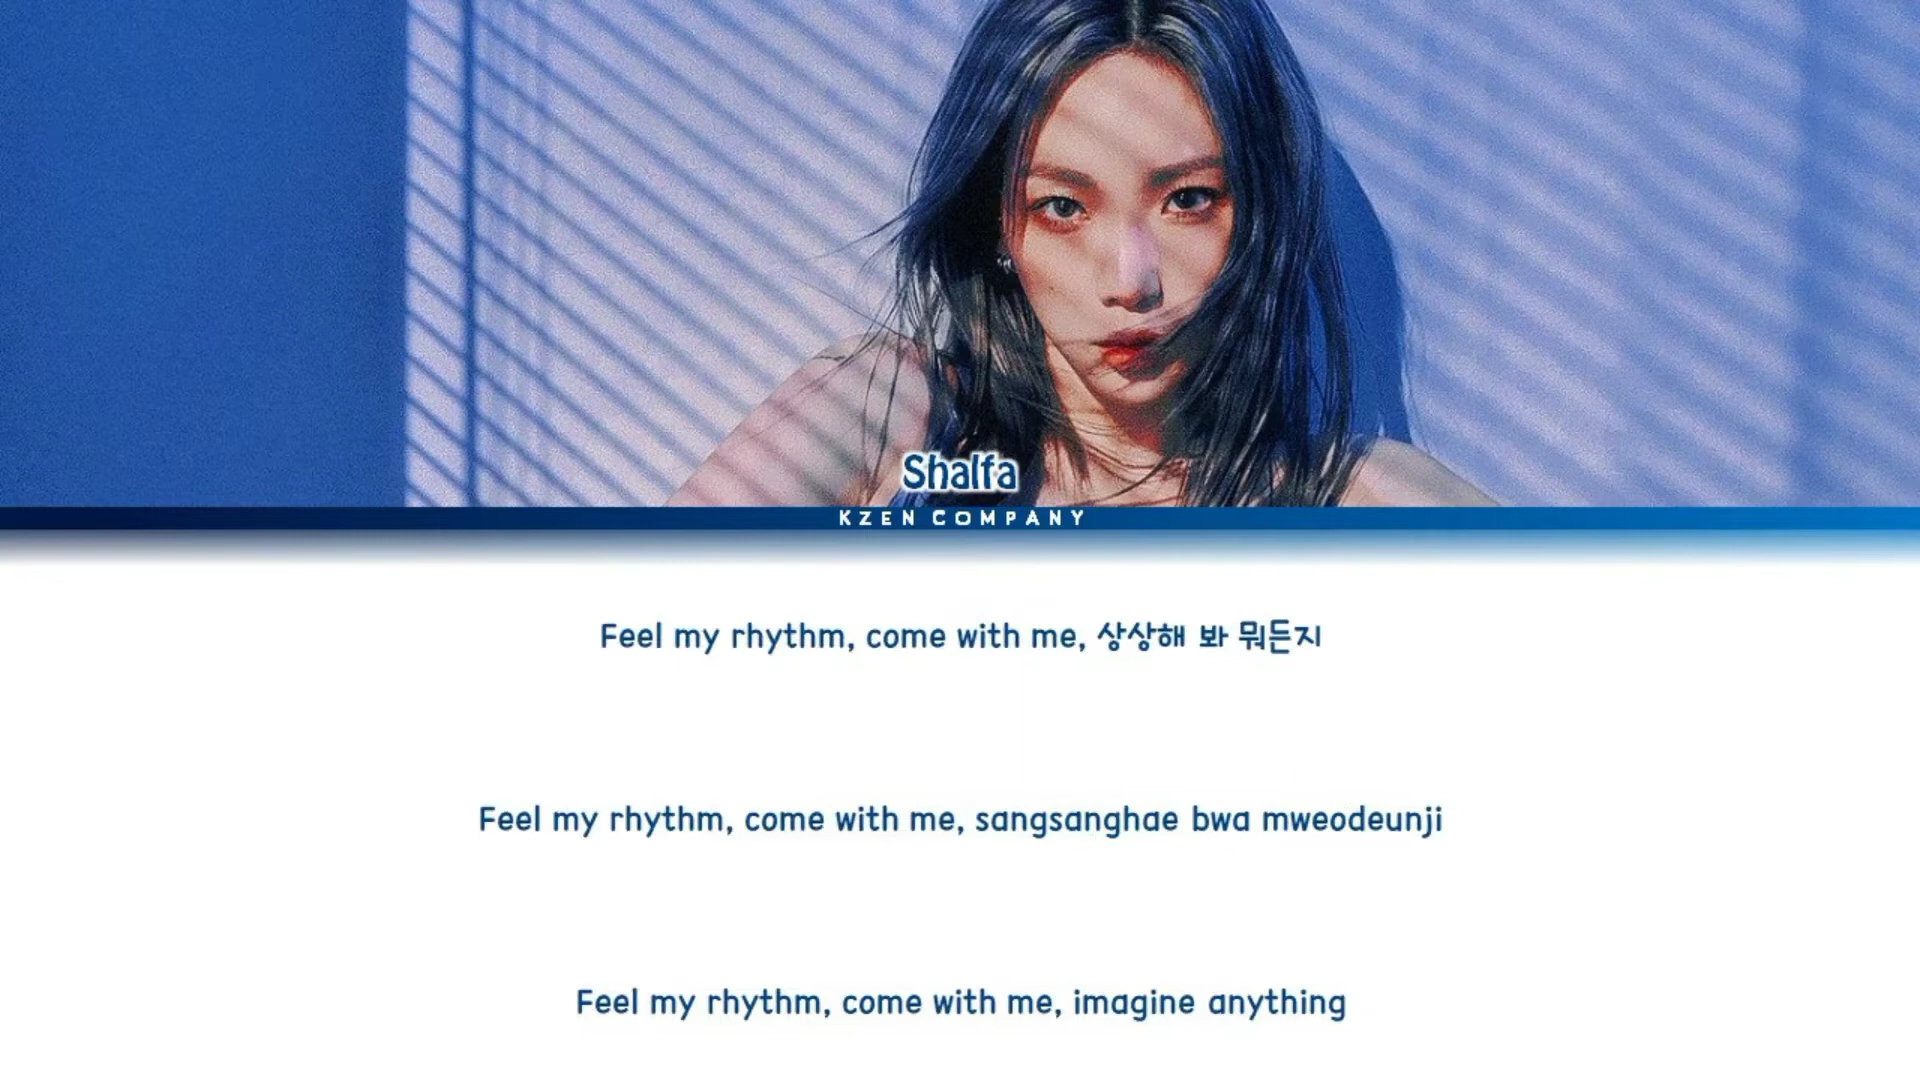 Shalfa
KZEN COMPANY
Feel my rhythm, come with me, 상상해 봐 뭐든지
Feel my rhythm, come with me, sangsanghae bwa mweodeunji
Feel my rhythm, come with me, imagine anything